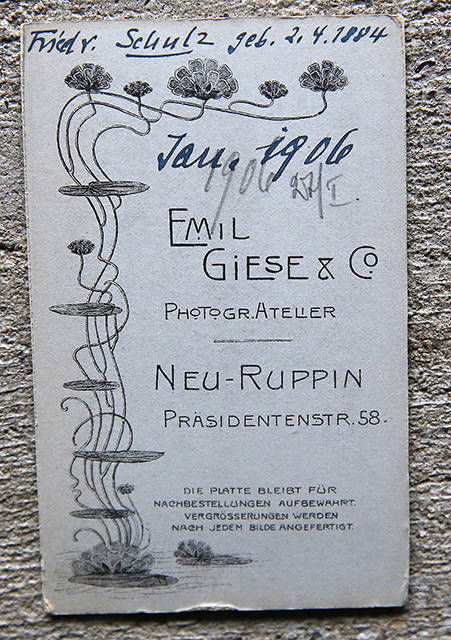 Friedr. Schulz geb. 2. 4. 1884
Jan. 1906
1906 27/I.
EMIL
GIESE & CO
PHOTOGR. ATELIER
NEU-RUPPIN
PRÄSIDENTENSTR. 58.
DIE PLATTE BLEIBT FÜR
NACHBESTELLUNGEN AUFBEWAHRT.
VERGRÖSSERUNGEN WERDEN
NACH JEDEM BILDE ANGEFERTIGT.